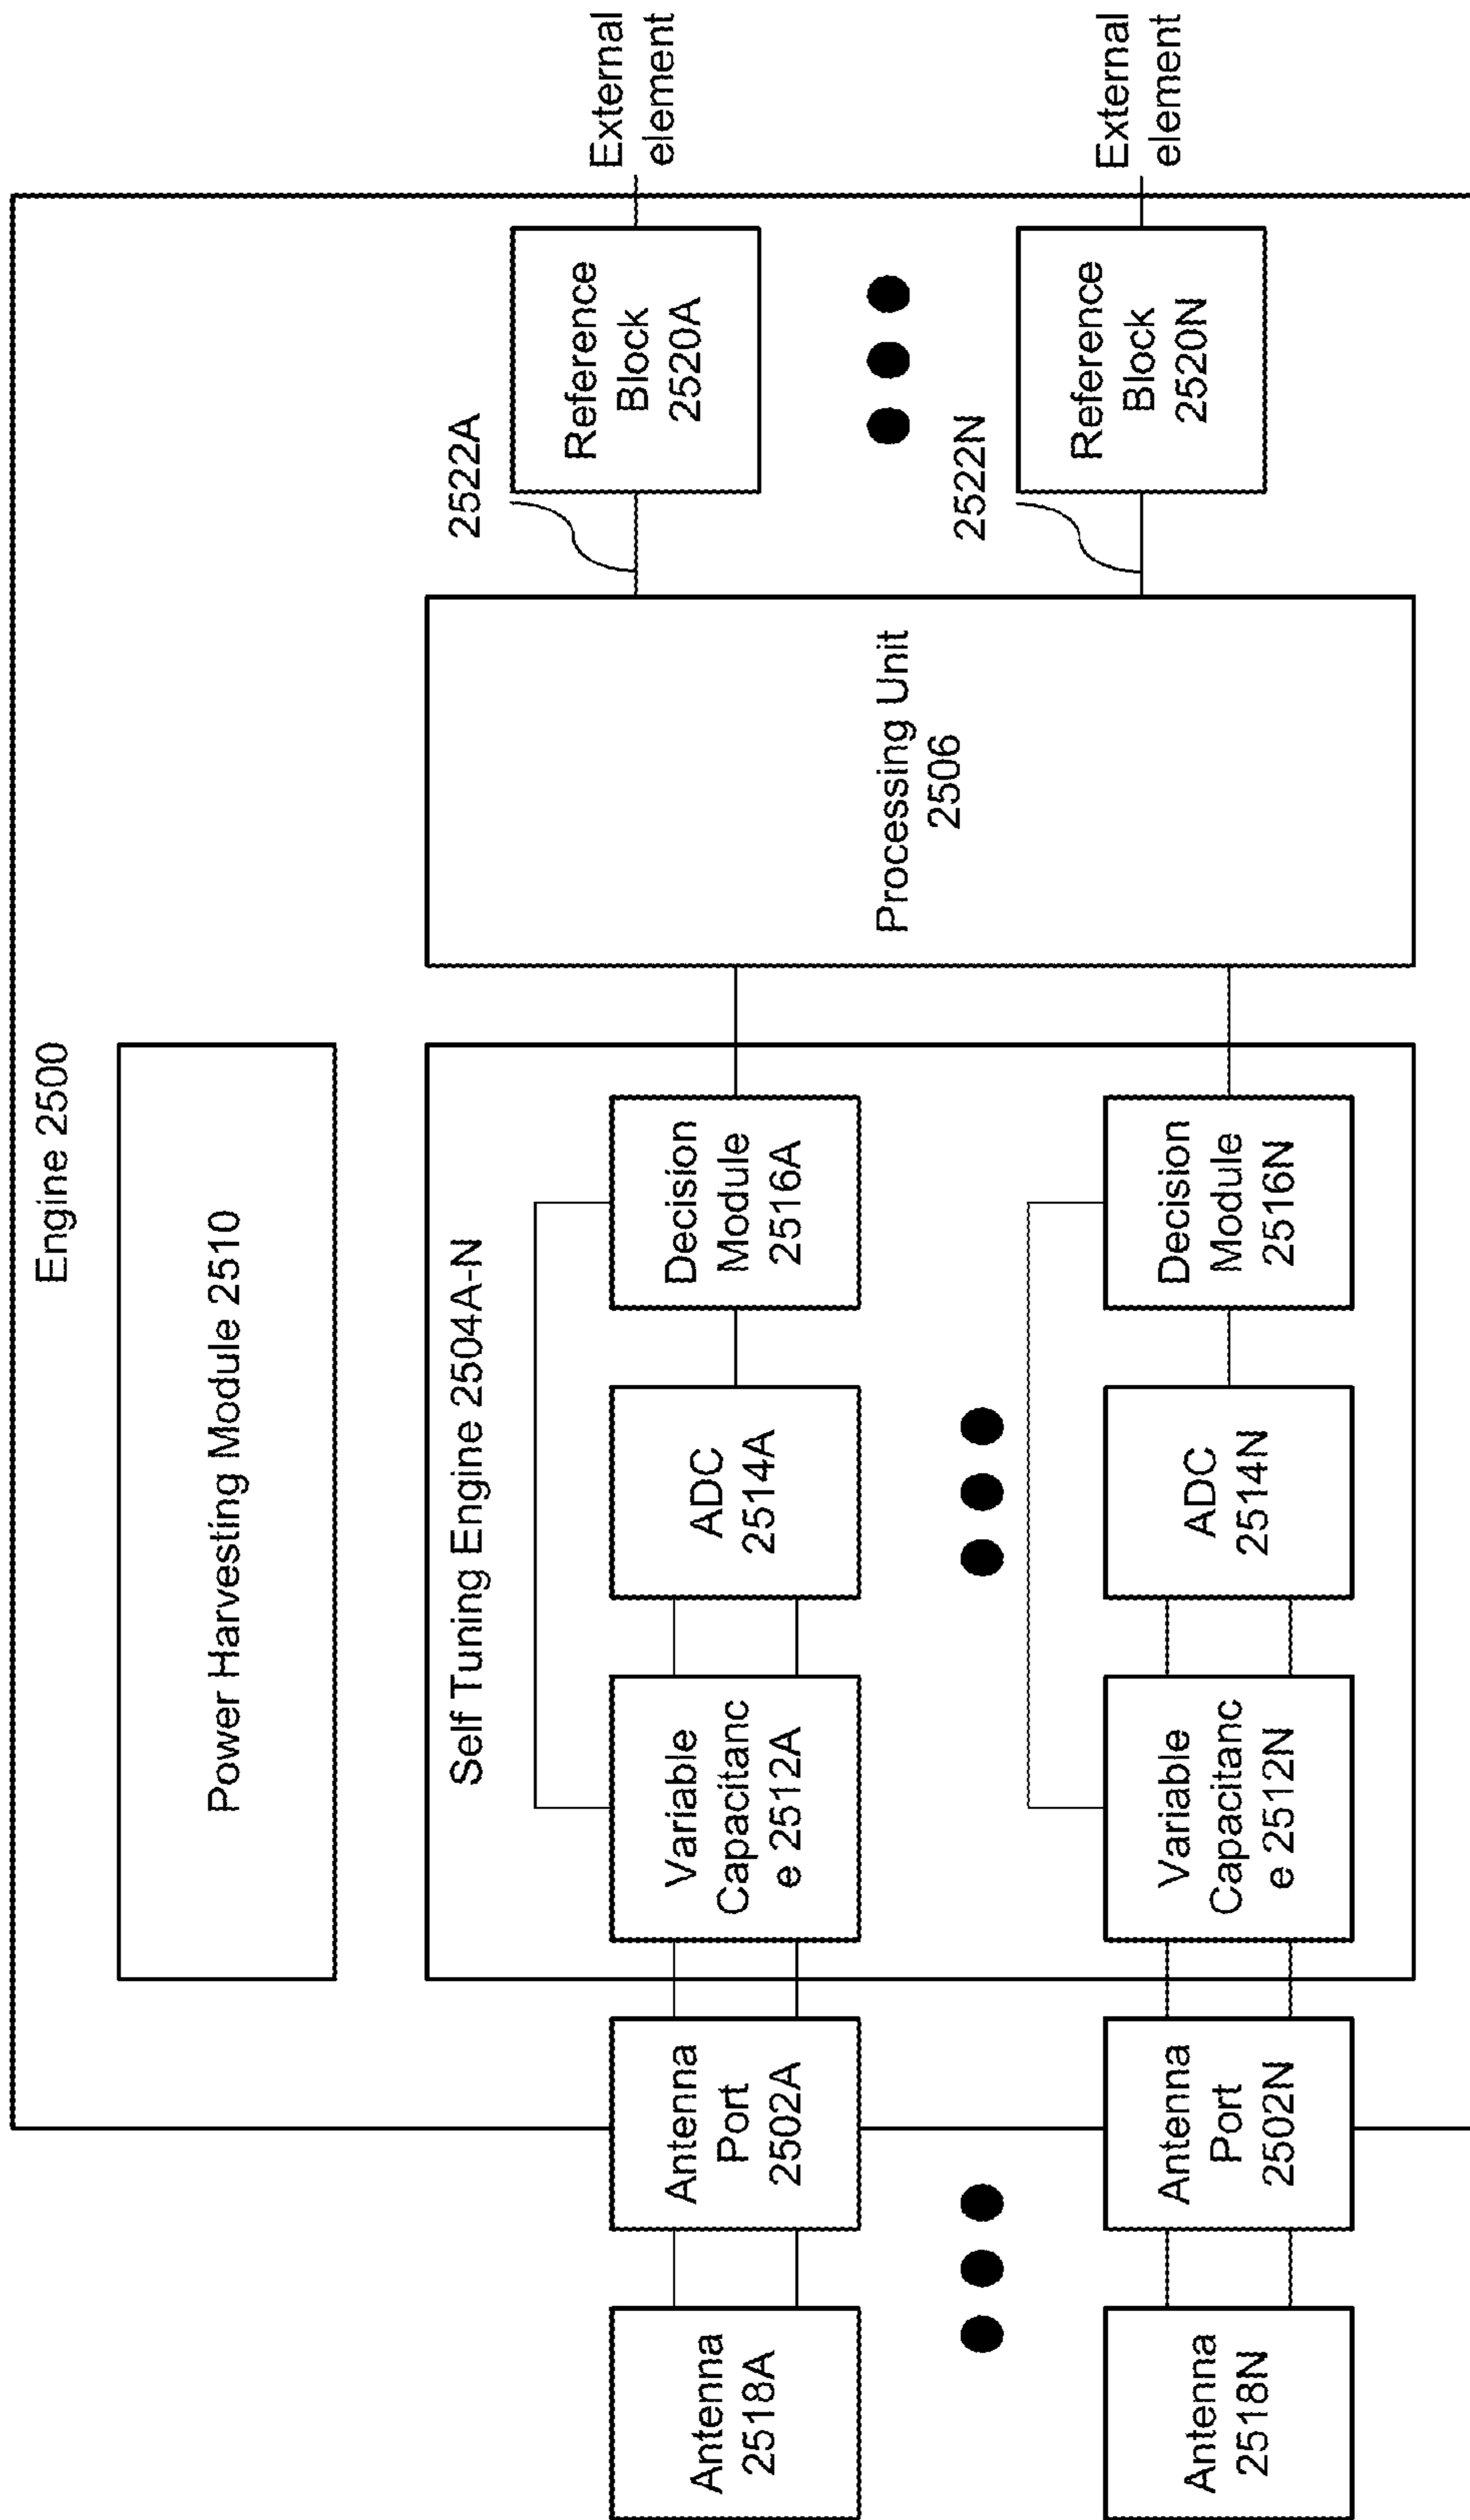 Engine 2500
Power Harvesting Module 2510
Self Tuning Engine 2504A-N
Antenna
2518A
Antenna
Port
2502A
Variable
Capacitanc
e 2512A
ADC
2514A
Decision
Module
2516A
Processing Unit
2506
2522A
Reference
Block
2520A
External
element
Antenna
2518N
Antenna
Port
2502N
Variable
Capacitanc
e 2512N
ADC
2514N
Decision
Module
2516N
2522N
Reference
Block
2520N
External
element